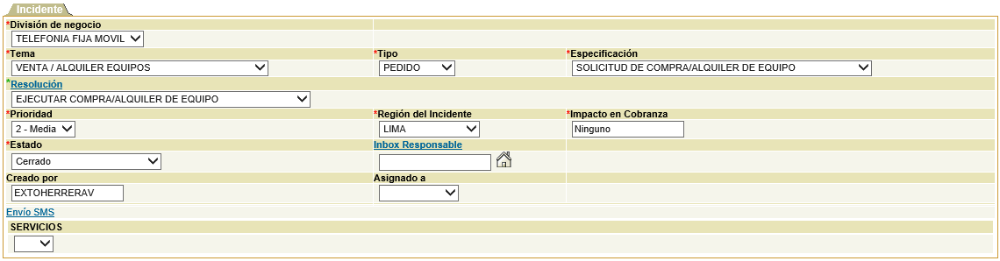 Incidente
*División de negocio
TELEFONIA FIJA MOVIL
*Tema *Tipo *Especificación
VENTA / ALQUILER EQUIPOS PEDIDO SOLICITUD DE COMPRA/ALQUILER DE EQUIPO
*Resolución
EJECUTAR COMPRA/ALQUILER DE EQUIPO
*Prioridad *Región del Incidente *Impacto en Cobranza
2 - Media LIMA Ninguno
*Estado Inbox Responsable
Cerrado
Creado por Asignado a
EXTOHERRERAV
Envío SMS
SERVICIOS